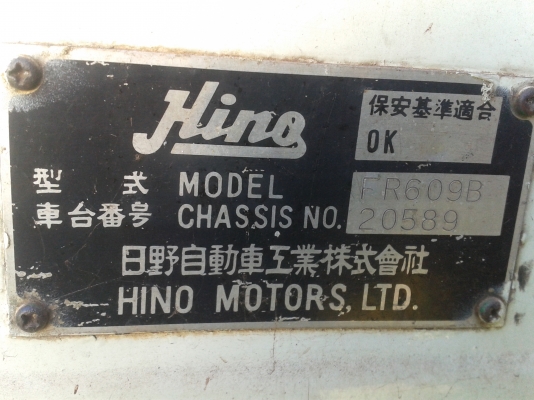 Hino
保安基準適合
OK
型 式 MODEL FR609B
車台番号 CHASSIS NO. 20589
日野自動車工業株式會社
HINO MOTORS, LTD.